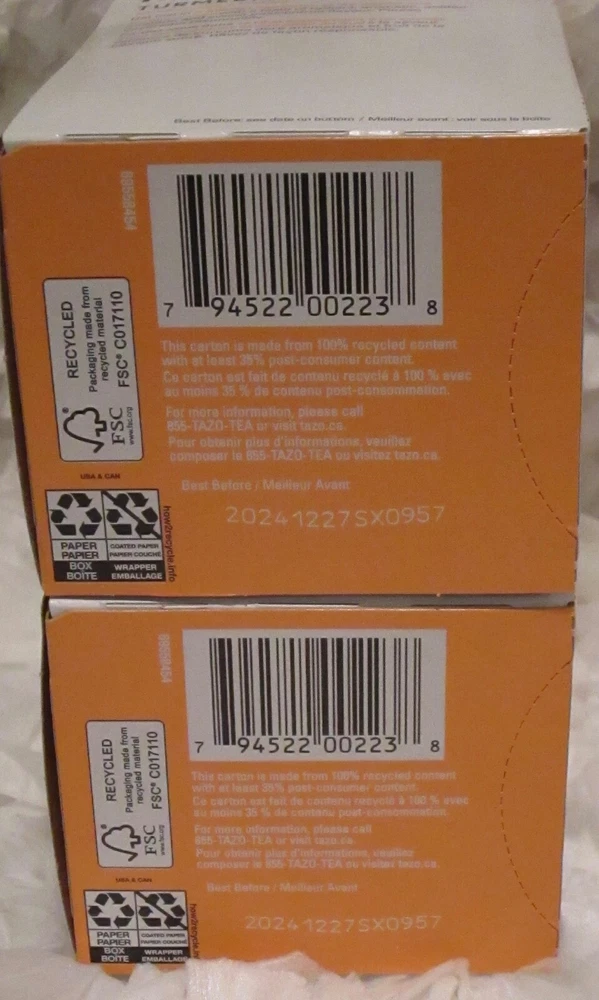 TURMERIC
Best Before: see date on bottom / Meilleur avant : voir sous la boîte
89558454
7 94522 00223 8
RECYCLED
Packaging made from
recycled material
FSC® C017110
FSC
www.fsc.org
This carton is made from 100% recycled content
with at least 35% post-consumer content.
Ce carton est fait de contenu recyclé à 100 % avec
au moins 35 % de contenu post-consommation.
For more information, please call
855-TAZO-TEA or visit tazo.ca.
Pour obtenir plus d'informations, veuillez
composer le 855-TAZO-TEA ou visitez tazo.ca.
USA & CAN
PAPER
PAPIER
BOX
BOÎTE
COATED PAPER
PAPIER COUCHÉ
WRAPPER
EMBALLAGE
how2recycle.info
Best Before / Meilleur Avant
20241227SX0957
89558454
7 94522 00223 8
RECYCLED
Packaging made from
recycled material
FSC® C017110
FSC
www.fsc.org
This carton is made from 100% recycled content
with at least 35% post-consumer content.
Ce carton est fait de contenu recyclé à 100 % avec
au moins 35 % de contenu post-consommation.
For more information, please call
855-TAZO-TEA or visit tazo.ca.
Pour obtenir plus d'informations, veuillez
composer le 855-TAZO-TEA ou visitez tazo.ca.
USA & CAN
PAPER
PAPIER
BOX
BOÎTE
COATED PAPER
PAPIER COUCHÉ
WRAPPER
EMBALLAGE
how2recycle.in
Best Before / Meilleur Avant
20241227SX0957